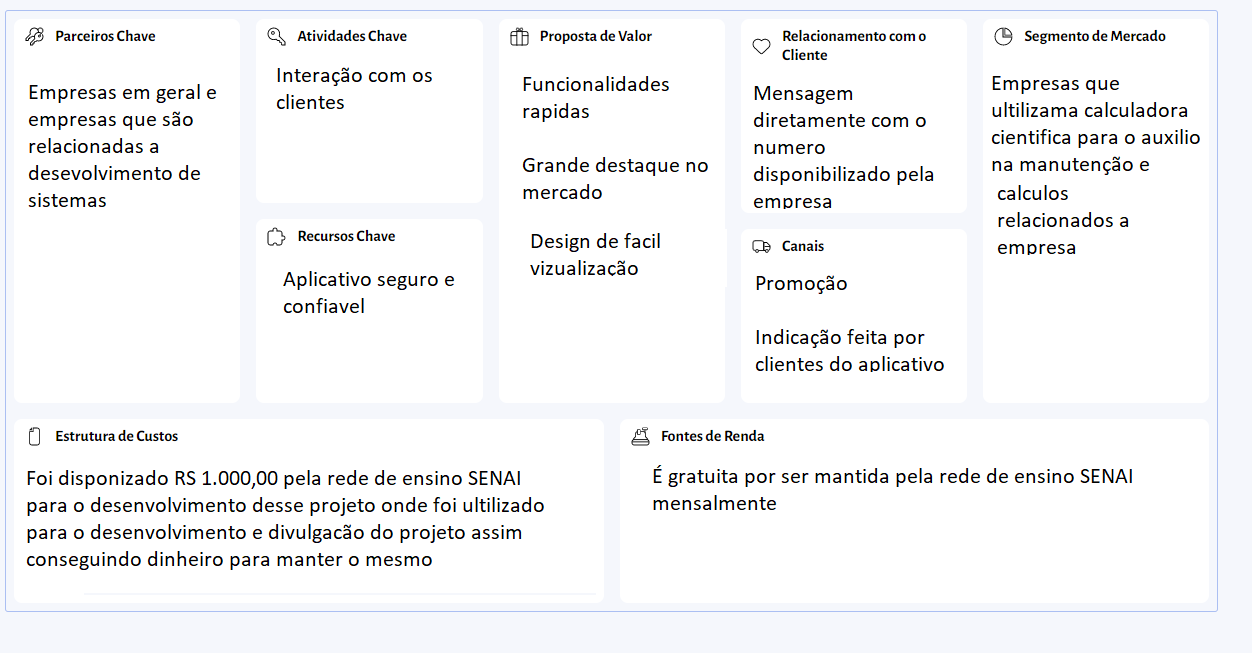 Parceiros Chave
Empresas em geral e
empresas que são
relacionadas a
desevolvimento de
sistemas
Atividades Chave
Interação com os
clientes
Recursos Chave
Aplicativo seguro e
confiavel
Proposta de Valor
Funcionalidades
rapidas
Grande destaque no
mercado
Design de facil
vizualização
Relacionamento com o
Cliente
Mensagem
diretamente com o
numero
disponibilizado pela
empresa
Canais
Promoção
Indicação feita por
clientes do aplicativo
Segmento de Mercado
Empresas que
ultilizama calculadora
cientifica para o auxilio
na manutenção e
calculos
relacionados a
empresa
Estrutura de Custos
Foi disponizado RS 1.000,00 pela rede de ensino SENAI
para o desenvolvimento desse projeto onde foi ultilizado
para o desenvolvimento e divulgacão do projeto assim
conseguindo dinheiro para manter o mesmo
Fontes de Renda
É gratuita por ser mantida pela rede de ensino SENAI
mensalmente